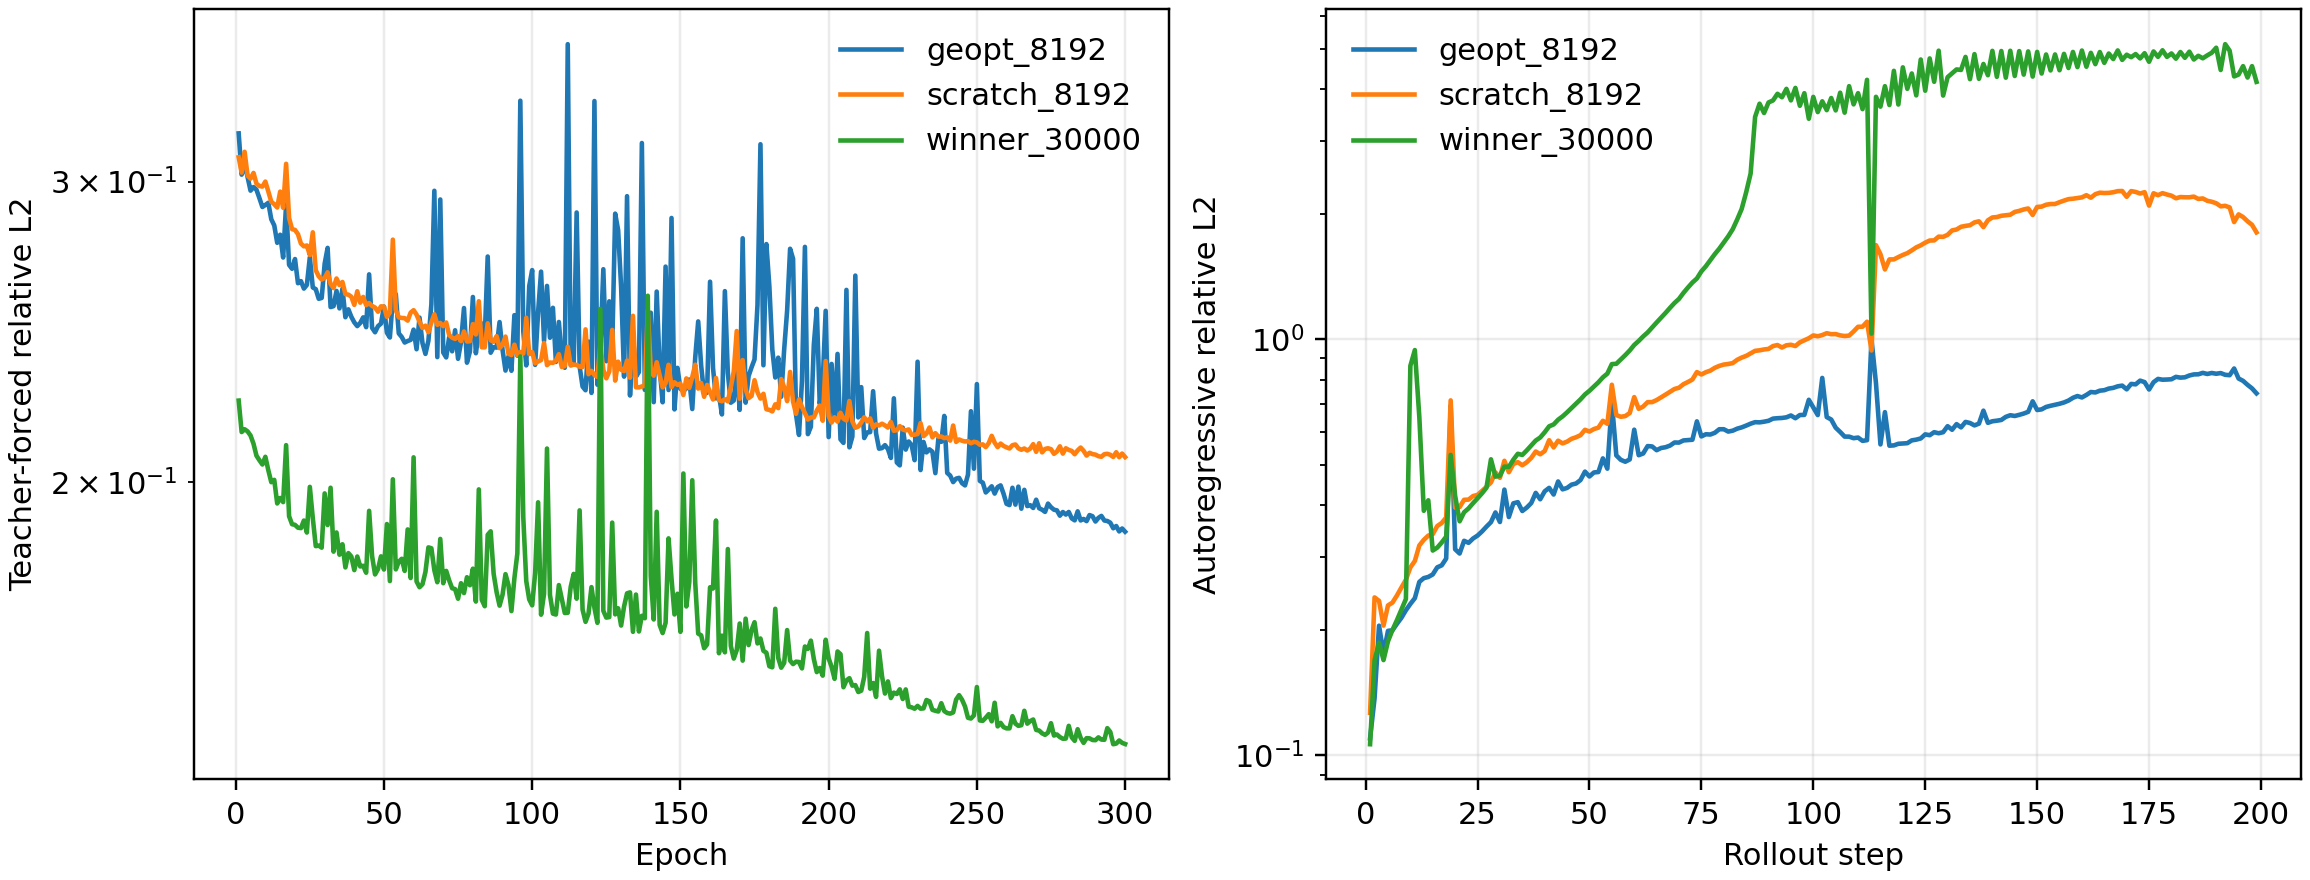 Teacher-forced relative L2
3 × 10⁻¹
2 × 10⁻¹
geopt_8192
scratch_8192
winner_30000
0 50 100 150 200 250 300
Epoch
Autoregressive relative L2
10⁰
10⁻¹
geopt_8192
scratch_8192
winner_30000
0 25 50 75 100 125 150 175 200
Rollout step